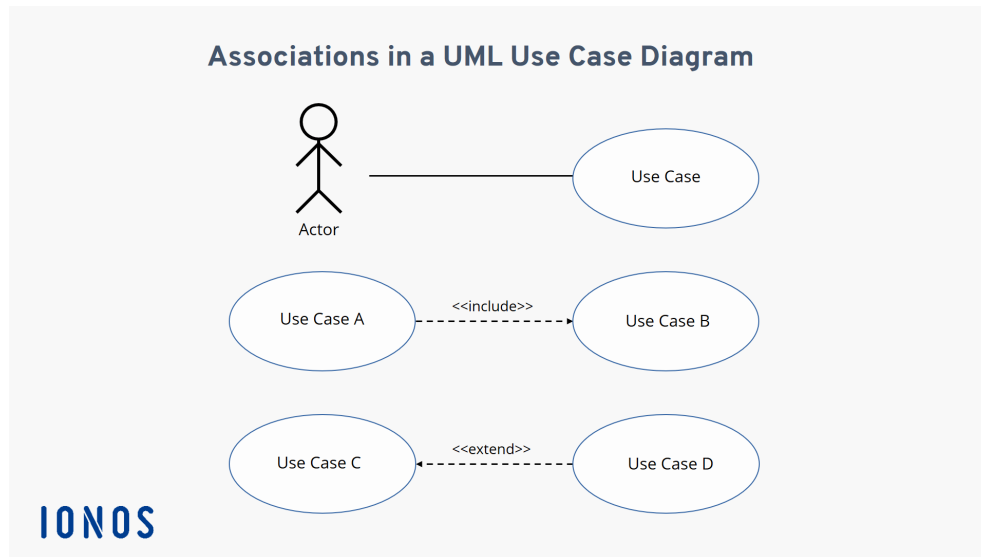 Associations in a UML Use Case Diagram
Use Case
Actor
<<include>>
Use Case A
Use Case B
<<extend>>
Use Case C
Use Case D
IONOS